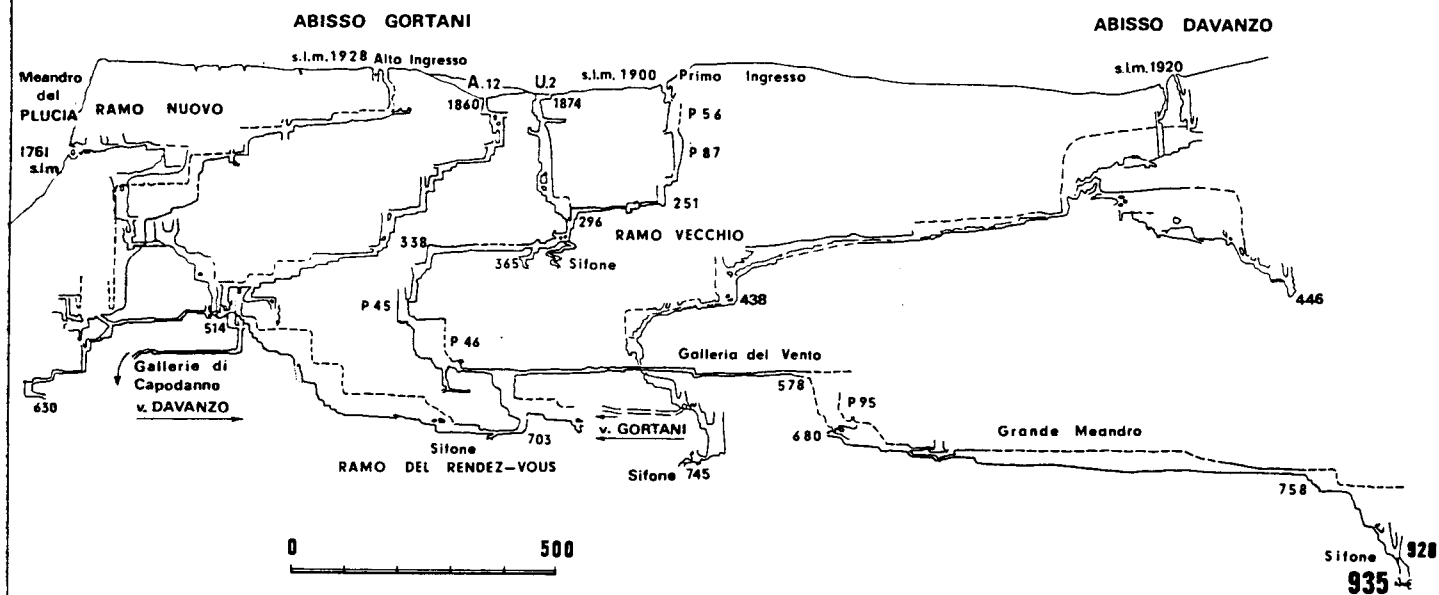 ABISSO GORTANI
ABISSO DAVANZO
s.l.m. 1928 Alto Ingresso
A.12
U.2
s.l.m. 1900
Primo Ingresso
s.l.m. 1920
Meandro
del
PLUCIA
RAMO NUOVO
1860
1874
P 56
P 87
1761
s.l.m
251
296
RAMO VECCHIO
338
365
Sifone
438
446
P 45
514
P 46
Galleria del Vento
Gallerie di
Capodanno
v. DAVANZO
578
630
P 95
680
v. GORTANI
Grande Meandro
703
Sifone
RAMO DEL RENDEZ-VOUS
Sifone 745
758
0
500
Sifone
928
935